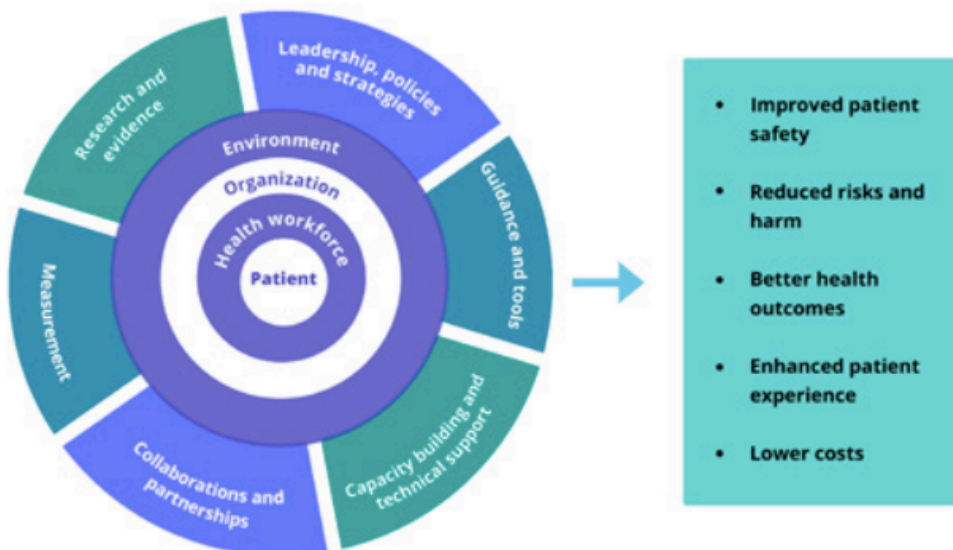 Leadership, policies
and strategies
Guidance and tools
Capacity building and
technical support
Collaborations and
partnerships
Measurement
Research and
evidence
Environment
Organization
Health workforce
Patient
• Improved patient
safety
• Reduced risks and
harm
• Better health
outcomes
• Enhanced patient
experience
• Lower costs